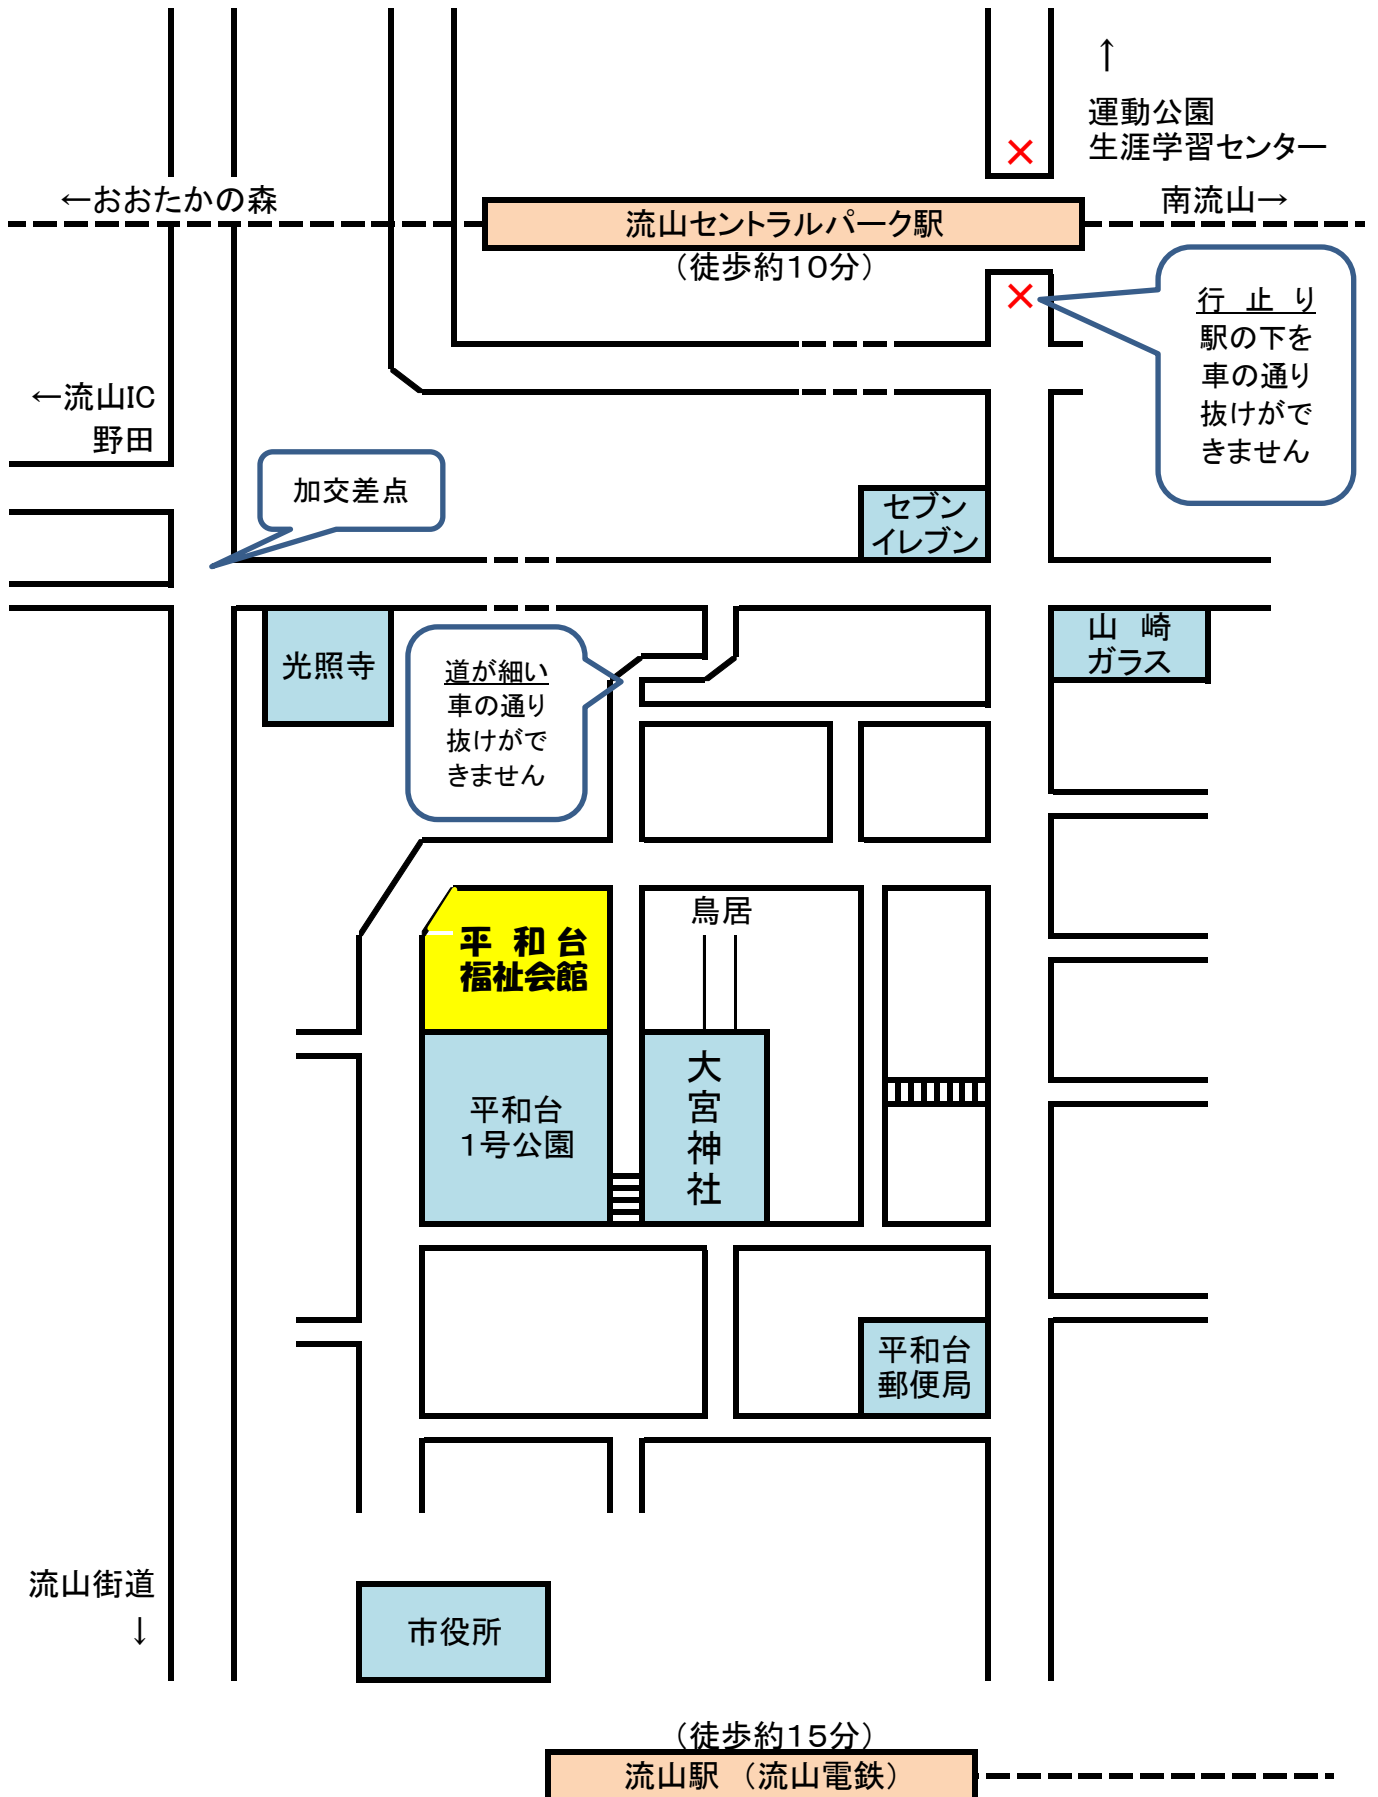 ↑
運動公園
生涯学習センター
×
←おおたかの森
南流山→
流山セントラルパーク駅
（徒歩約10分）
×
行 止 り
駅の下を
車の通り
抜けがで
きません
←流山IC
野田
加交差点
セブン
イレブン
光照寺
道が細い
車の通り
抜けがで
きません
山 崎
ガラス
鳥居
平 和 台
福祉会館
平和台
1号公園
大
宮
神
社
平和台
郵便局
流山街道
↓
市役所
（徒歩約15分）
流山駅 （流山電鉄）